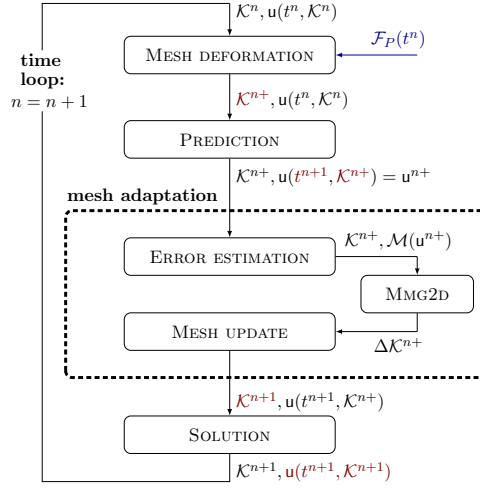 𝒦ⁿ, u(tⁿ, 𝒦ⁿ)
time
loop:
n = n + 1
MESH DEFORMATION
ℱ_P(tⁿ)
𝒦ⁿ⁺, u(tⁿ, 𝒦ⁿ)
PREDICTION
𝒦ⁿ⁺, u(tⁿ⁺¹, 𝒦ⁿ⁺) = uⁿ⁺
mesh adaptation
ERROR ESTIMATION
𝒦ⁿ⁺, ℳ(uⁿ⁺)
MMG2D
MESH UPDATE
Δ𝒦ⁿ⁺
𝒦ⁿ⁺¹, u(tⁿ⁺¹, 𝒦ⁿ⁺)
SOLUTION
𝒦ⁿ⁺¹, u(tⁿ⁺¹, 𝒦ⁿ⁺¹)